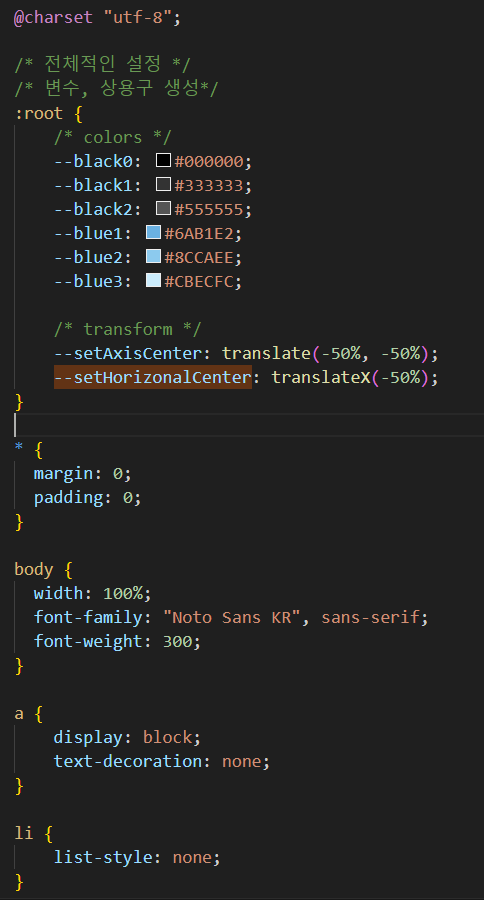 @charset "utf-8";
/* 전체적인 설정 */
/* 변수, 상용구 생성*/
:root {
/* colors */
--black0: #000000;
--black1: #333333;
--black2: #555555;
--blue1: #6AB1E2;
--blue2: #8CCAEE;
--blue3: #CBECFC;
/* transform */
--setAxisCenter: translate(-50%, -50%);
--setHorizonalCenter: translateX(-50%);
}
* {
margin: 0;
padding: 0;
}
body {
width: 100%;
font-family: "Noto Sans KR", sans-serif;
font-weight: 300;
}
a {
display: block;
text-decoration: none;
}
li {
list-style: none;
}